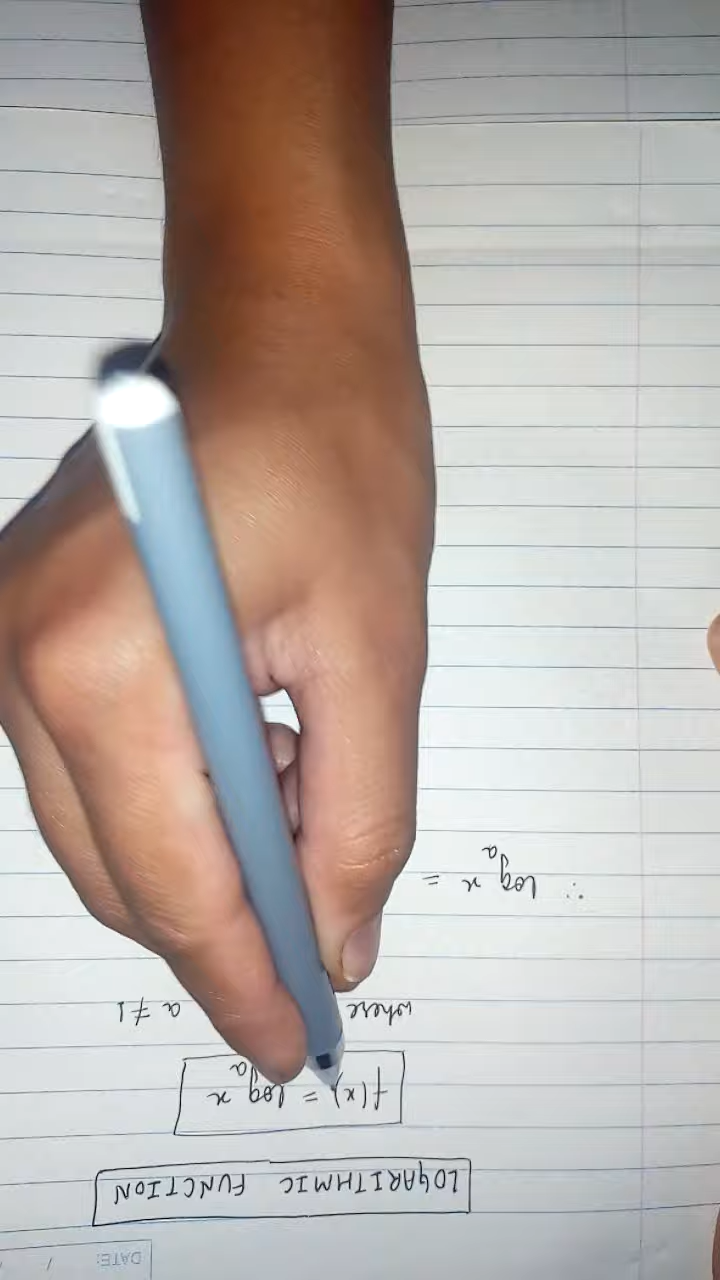 DATE: / /
LOGARITHMIC FUNCTION
f(x) = log_a x
where a ≠ 1
∴ log_a x =